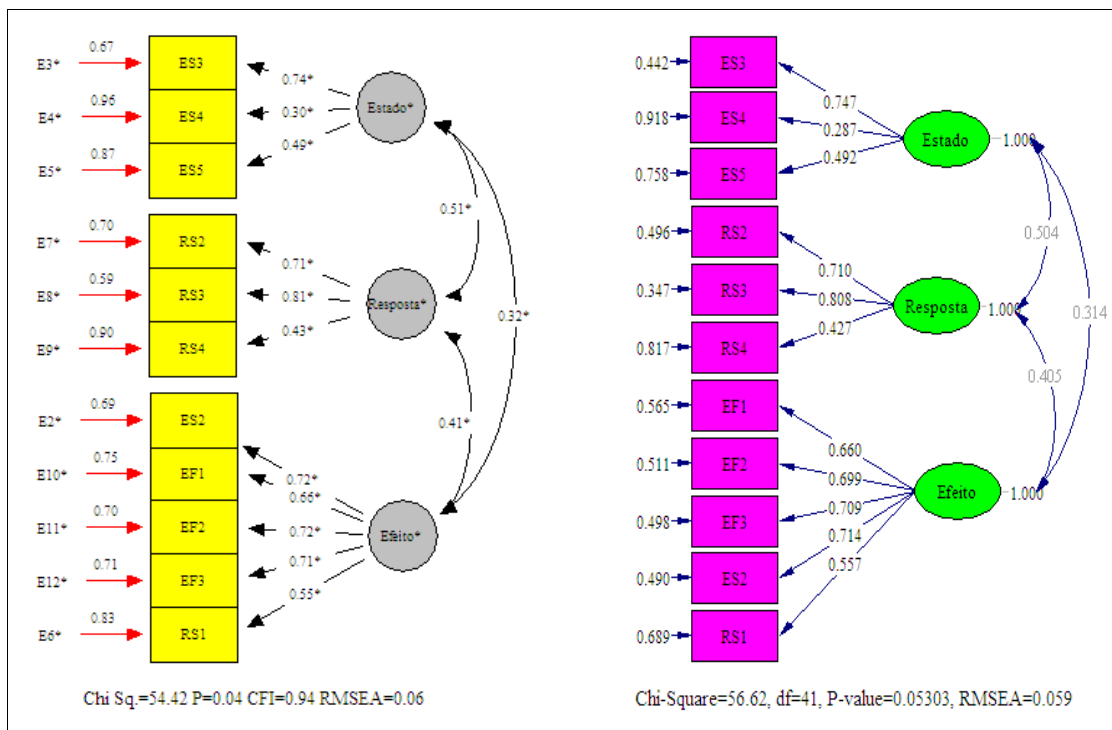 E3* 0.67 ES3 0.74*
E4* 0.96 ES4 0.30* Estado*
E5* 0.87 ES5 0.49*
0.51*
E7* 0.70 RS2 0.71*
E8* 0.59 RS3 0.81* Resposta*
E9* 0.90 RS4 0.43*
0.32*
0.41*
E2* 0.69 ES2 0.72*
E10* 0.75 EF1 0.66*
E11* 0.70 EF2 0.72* Efeito*
E12* 0.71 EF3 0.71*
E6* 0.83 RS1 0.55*
Chi Sq.=54.42 P=0.04 CFI=0.94 RMSEA=0.06
0.442 ES3 0.747
0.918 ES4 0.287 Estado 1.000
0.758 ES5 0.492
0.504
0.496 RS2 0.710
0.347 RS3 0.808 Resposta 1.000
0.817 RS4 0.427
0.314
0.405
0.565 EF1 0.660
0.511 EF2 0.699
0.498 EF3 0.709 Efeito 1.000
0.490 ES2 0.714
0.689 RS1 0.557
Chi-Square=56.62, df=41, P-value=0.05303, RMSEA=0.059